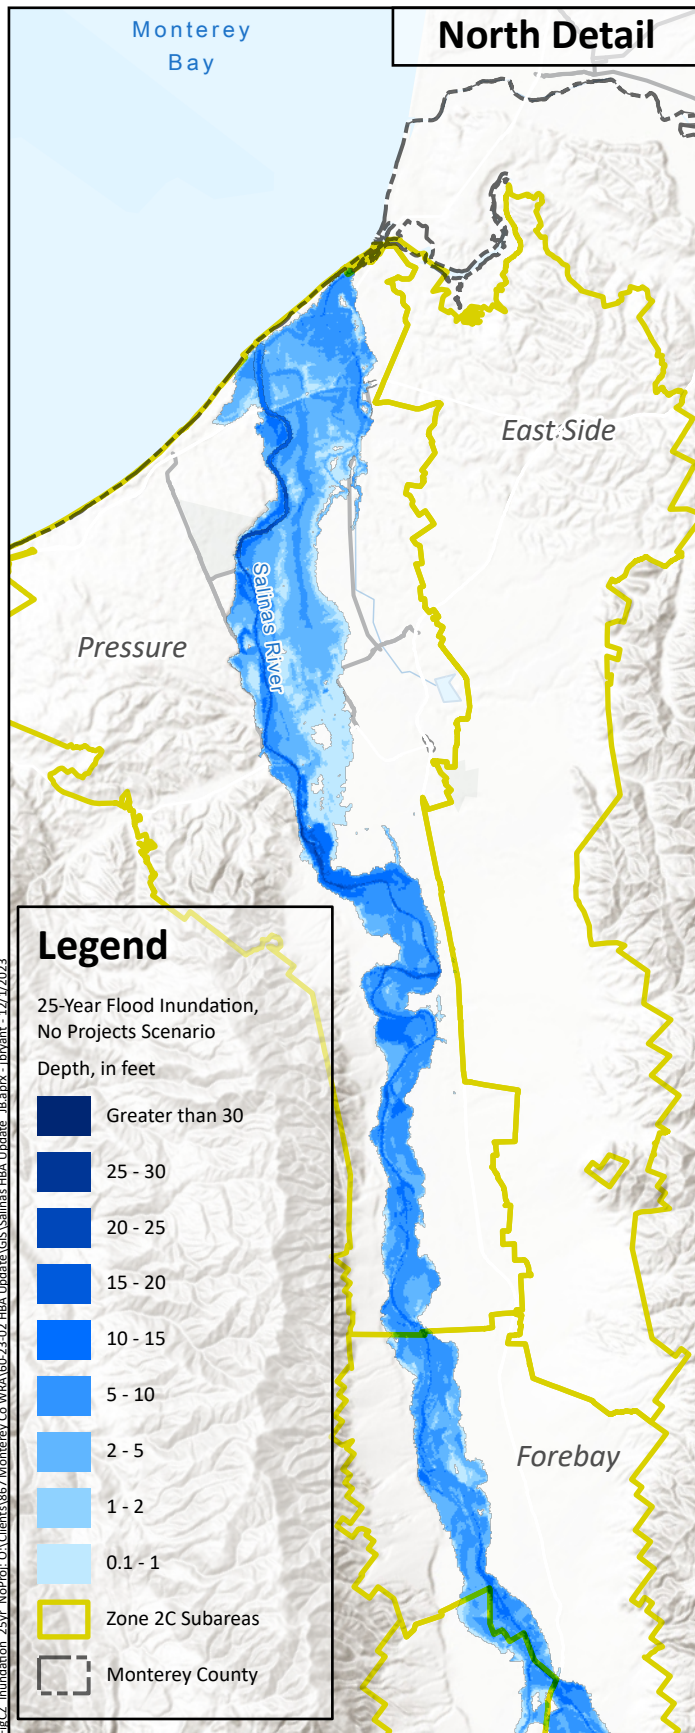 North Detail
Monterey
Bay
East Side
Salinas River
Pressure
Legend
25-Year Flood Inundation,
No Projects Scenario
Depth, in feet
Greater than 30
25 - 30
20 - 25
15 - 20
10 - 15
5 - 10
2 - 5
1 - 2
0.1 - 1
Zone 2C Subareas
Monterey County
Forebay